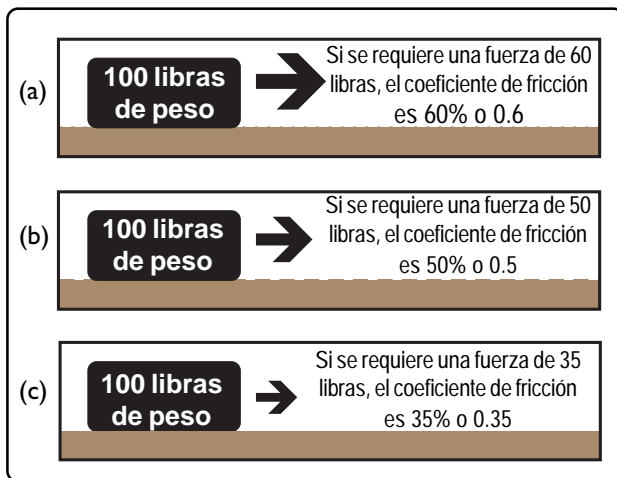 (a)
100 libras
de peso
Si se requiere una fuerza de 60
libras, el coeficiente de fricción
es 60% o 0.6
(b)
100 libras
de peso
Si se requiere una fuerza de 50
libras, el coeficiente de fricción
es 50% o 0.5
(c)
100 libras
de peso
Si se requiere una fuerza de 35
libras, el coeficiente de fricción
es 35% o 0.35